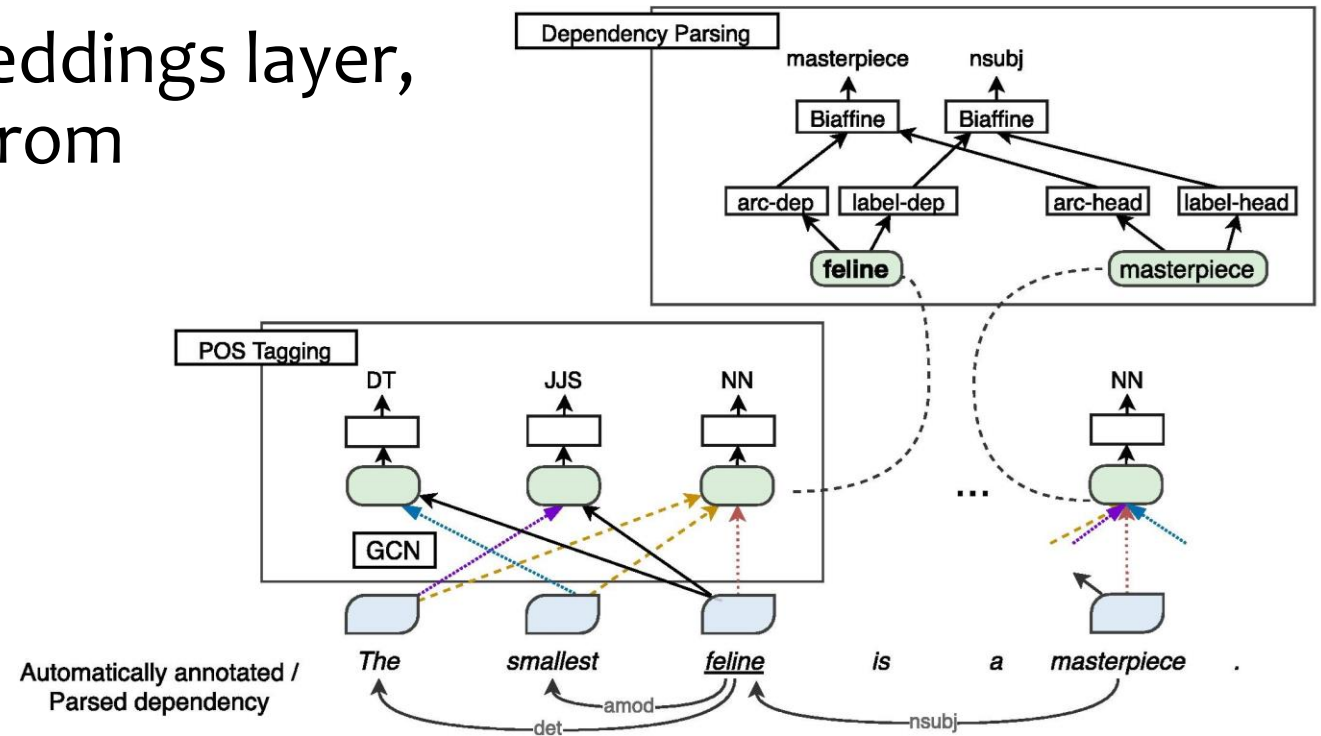 eddings layer,
rom
Dependency Parsing
masterpiece nsubj
Biaffine Biaffine
arc-dep label-dep arc-head label-head
feline masterpiece
POS Tagging
DT JJS NN NN
...
GCN
The smallest feline is a masterpiece .
Automatically annotated /
Parsed dependency
amod
det nsubj